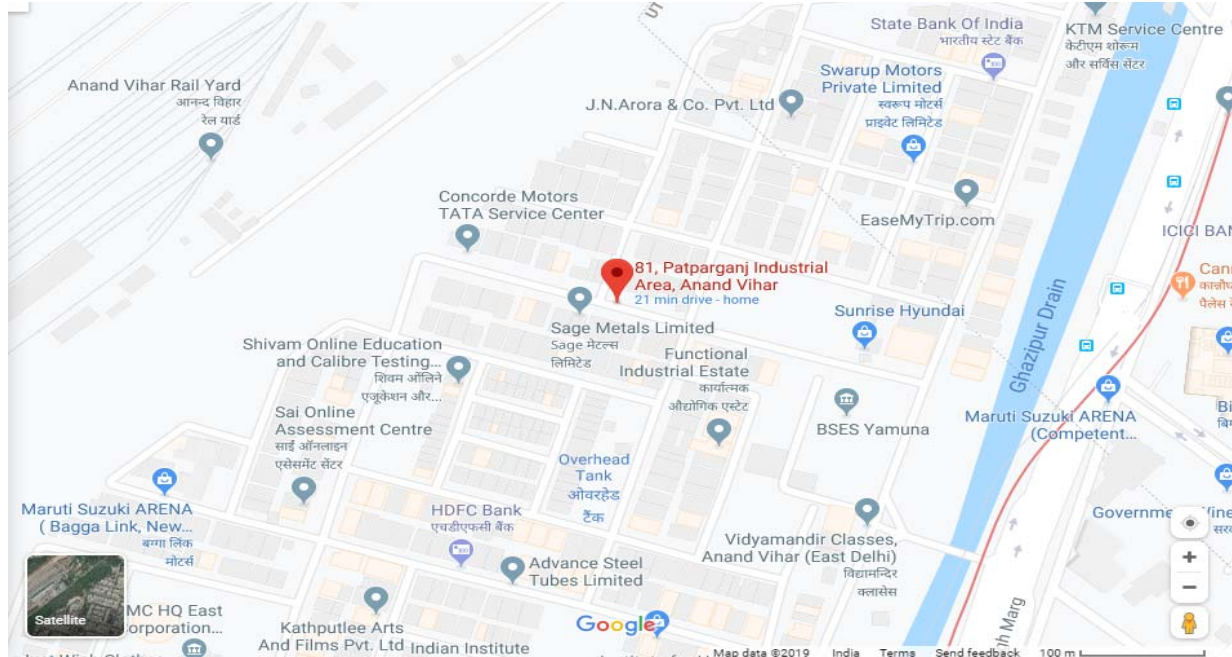 State Bank Of India
भारतीय स्टेट बैंक
KTM Service Centre
केटीएम शोरूम
और सर्विस सेंटर
Anand Vihar Rail Yard
आनन्द विहार
रेल यार्ड
Swarup Motors
Private Limited
स्वरूप मोटर्स
प्राइवेट लिमिटेड
J.N.Arora & Co. Pvt. Ltd
Concorde Motors
TATA Service Center
EaseMyTrip.com
ICICI BAN
81, Patparganj Industrial
Area, Anand Vihar
21 min drive - home
Sage Metals Limited
Sage मेटल्स
लिमिटेड
Sunrise Hyundai
Ghazipur Drain
Shivam Online Education
and Calibre Testing...
शिवम ऑलिने
एजूकेशन और...
Functional
Industrial Estate
कार्यात्मक
औद्योगिक एस्टेट
Sai Online
Assessment Centre
साई ऑनलाइन
एसेसमेंट सेंटर
BSES Yamuna
Maruti Suzuki ARENA
(Competent...
Overhead
Tank
ओवरहेड
टैंक
Maruti Suzuki ARENA
( Bagga Link, New...
बग्गा लिंक
मोटर्स
HDFC Bank
एचडीएफसी बैंक
Vidyamandir Classes,
Anand Vihar (East Delhi)
विद्यामन्दिर
क्लासेस
Advance Steel
Tubes Limited
Satellite
MC HQ East
orporation...
Kathputlee Arts
And Films Pvt. Ltd
Indian Institute
Google
nh Marg
Map data ©2019 India Terms Send feedback 100 m